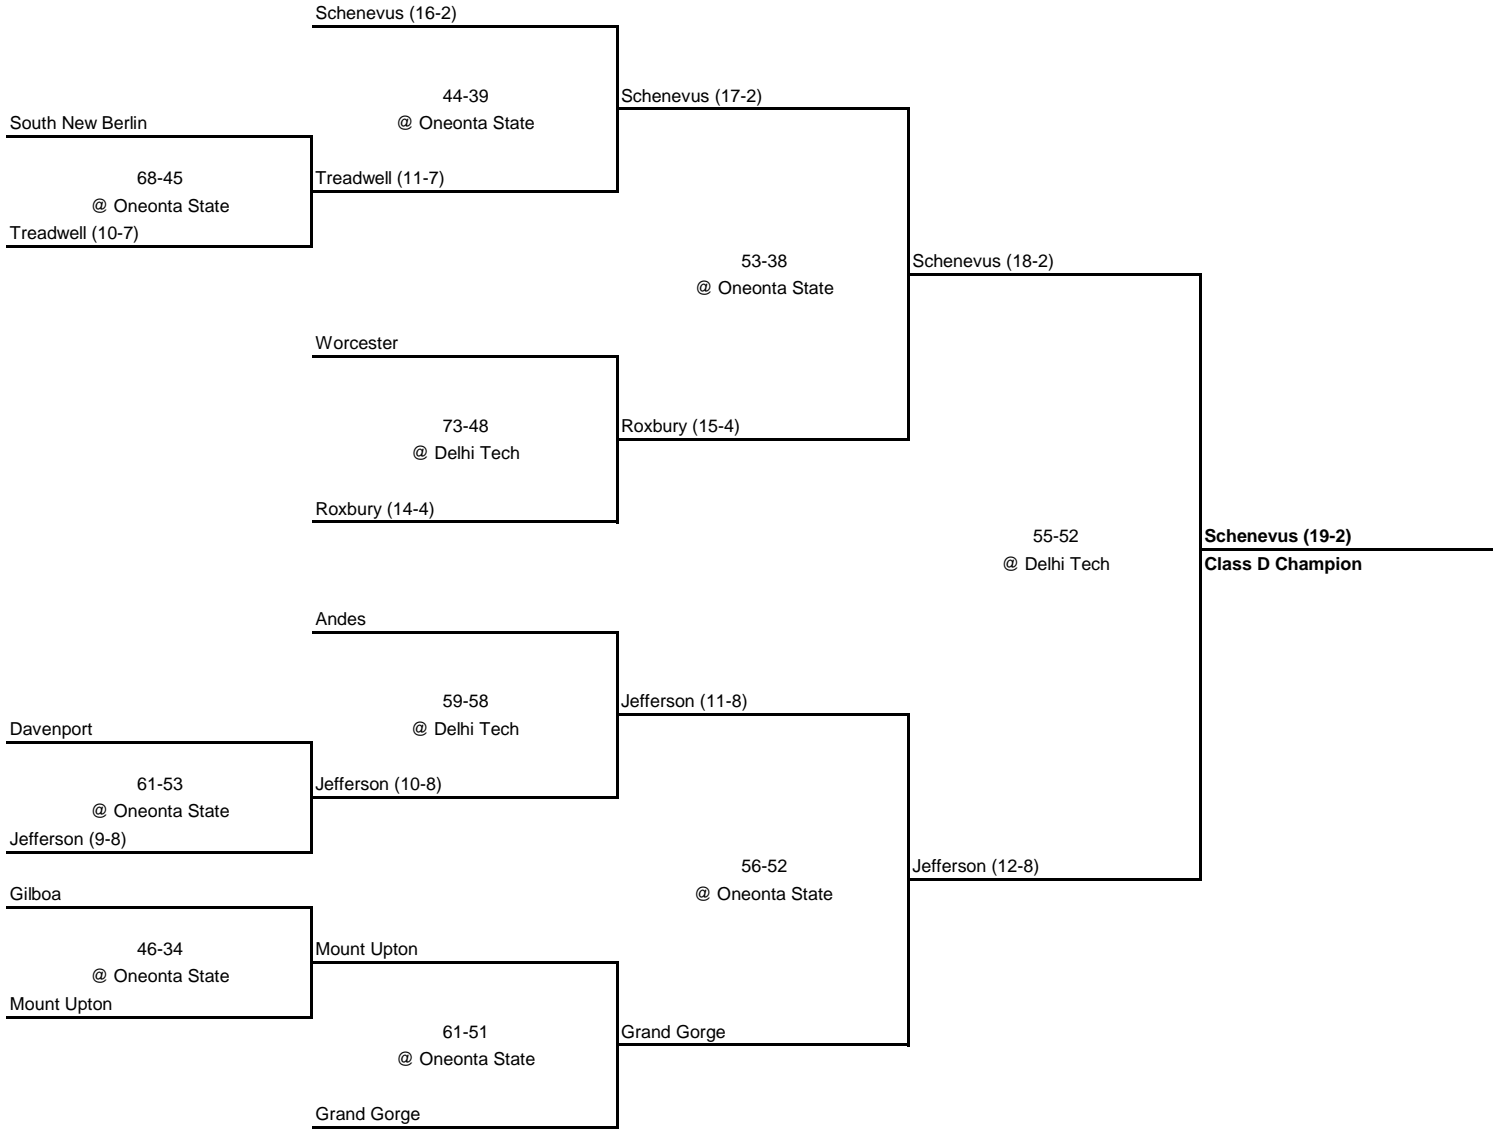 Schenevus (16-2)
44-39
@ Oneonta State
Schenevus (17-2)
South New Berlin
68-45
@ Oneonta State
Treadwell (11-7)
Treadwell (10-7)
53-38
@ Oneonta State
Schenevus (18-2)
Worcester
73-48
@ Delhi Tech
Roxbury (15-4)
Roxbury (14-4)
55-52
@ Delhi Tech
Schenevus (19-2)
Class D Champion
Andes
59-58
@ Delhi Tech
Jefferson (11-8)
Davenport
61-53
@ Oneonta State
Jefferson (10-8)
Jefferson (9-8)
56-52
@ Oneonta State
Jefferson (12-8)
Gilboa
46-34
@ Oneonta State
Mount Upton
Mount Upton
61-51
@ Oneonta State
Grand Gorge
Grand Gorge